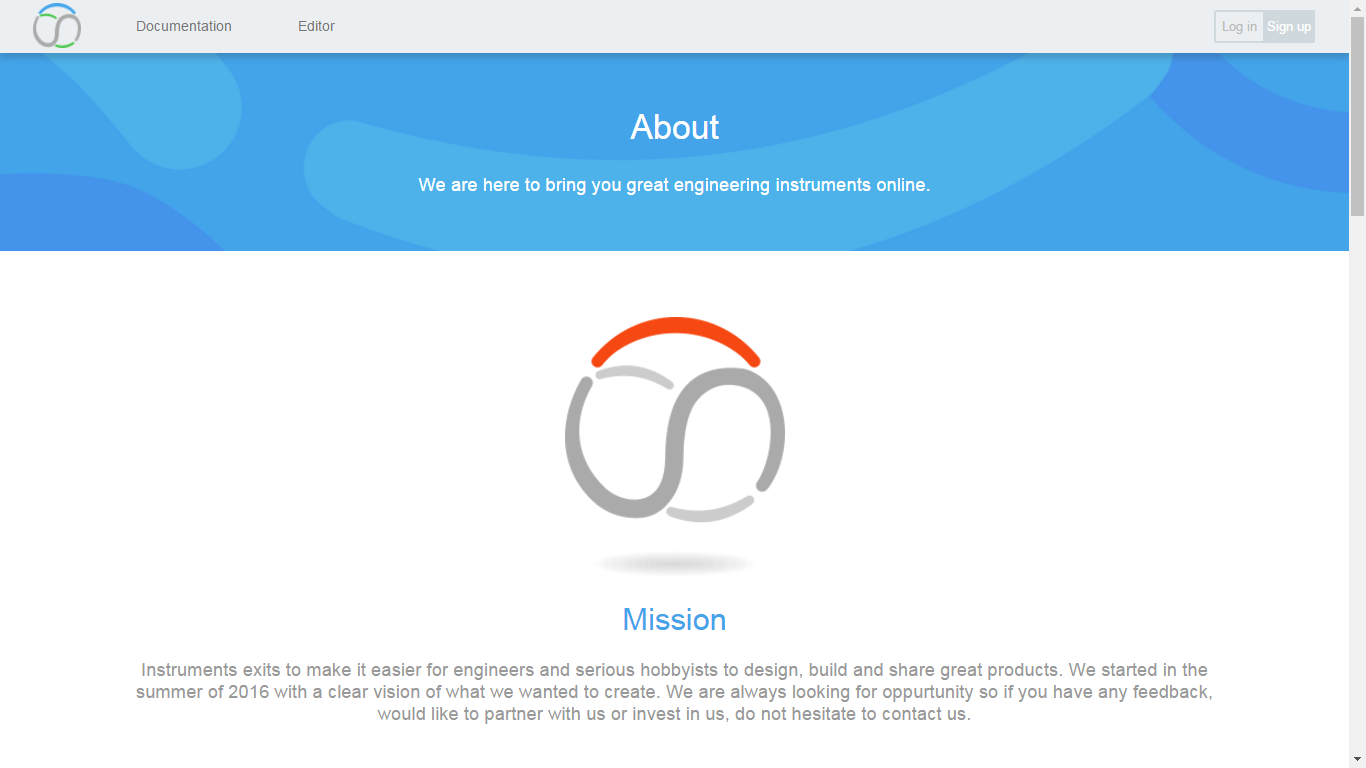 Documentation
Editor
Log in
Sign up
About
We are here to bring you great engineering instruments online.
Mission
Instruments exits to make it easier for engineers and serious hobbyists to design, build and share great products. We started in the
summer of 2016 with a clear vision of what we wanted to create. We are always looking for oppurtunity so if you have any feedback,
would like to partner with us or invest in us, do not hesitate to contact us.